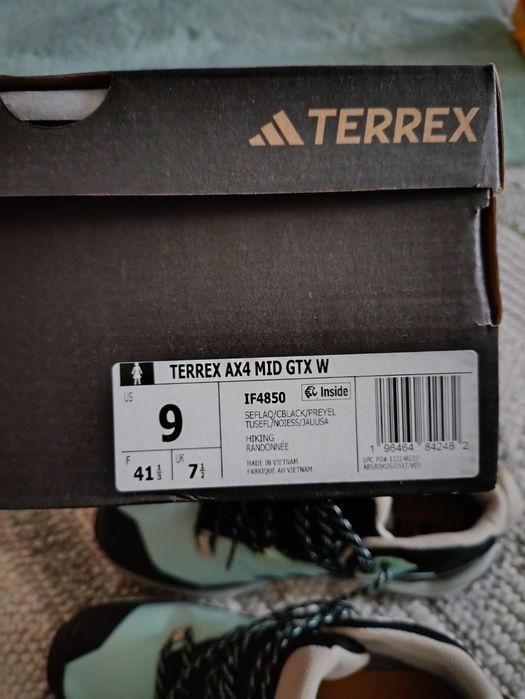 TERREX
TERREX AX4 MID GTX W
US
9
F
41 1/3
UK
7 1/2
IF4850
Inside
SEFLAQ/CBLACK/PREYEL
TUSEFL/NOIESS/JAUUSA
HIKING
RANDONNÉE
MADE IN VIETNAM
FABRIQUÉ AU VIETNAM
1 96464 84248 2